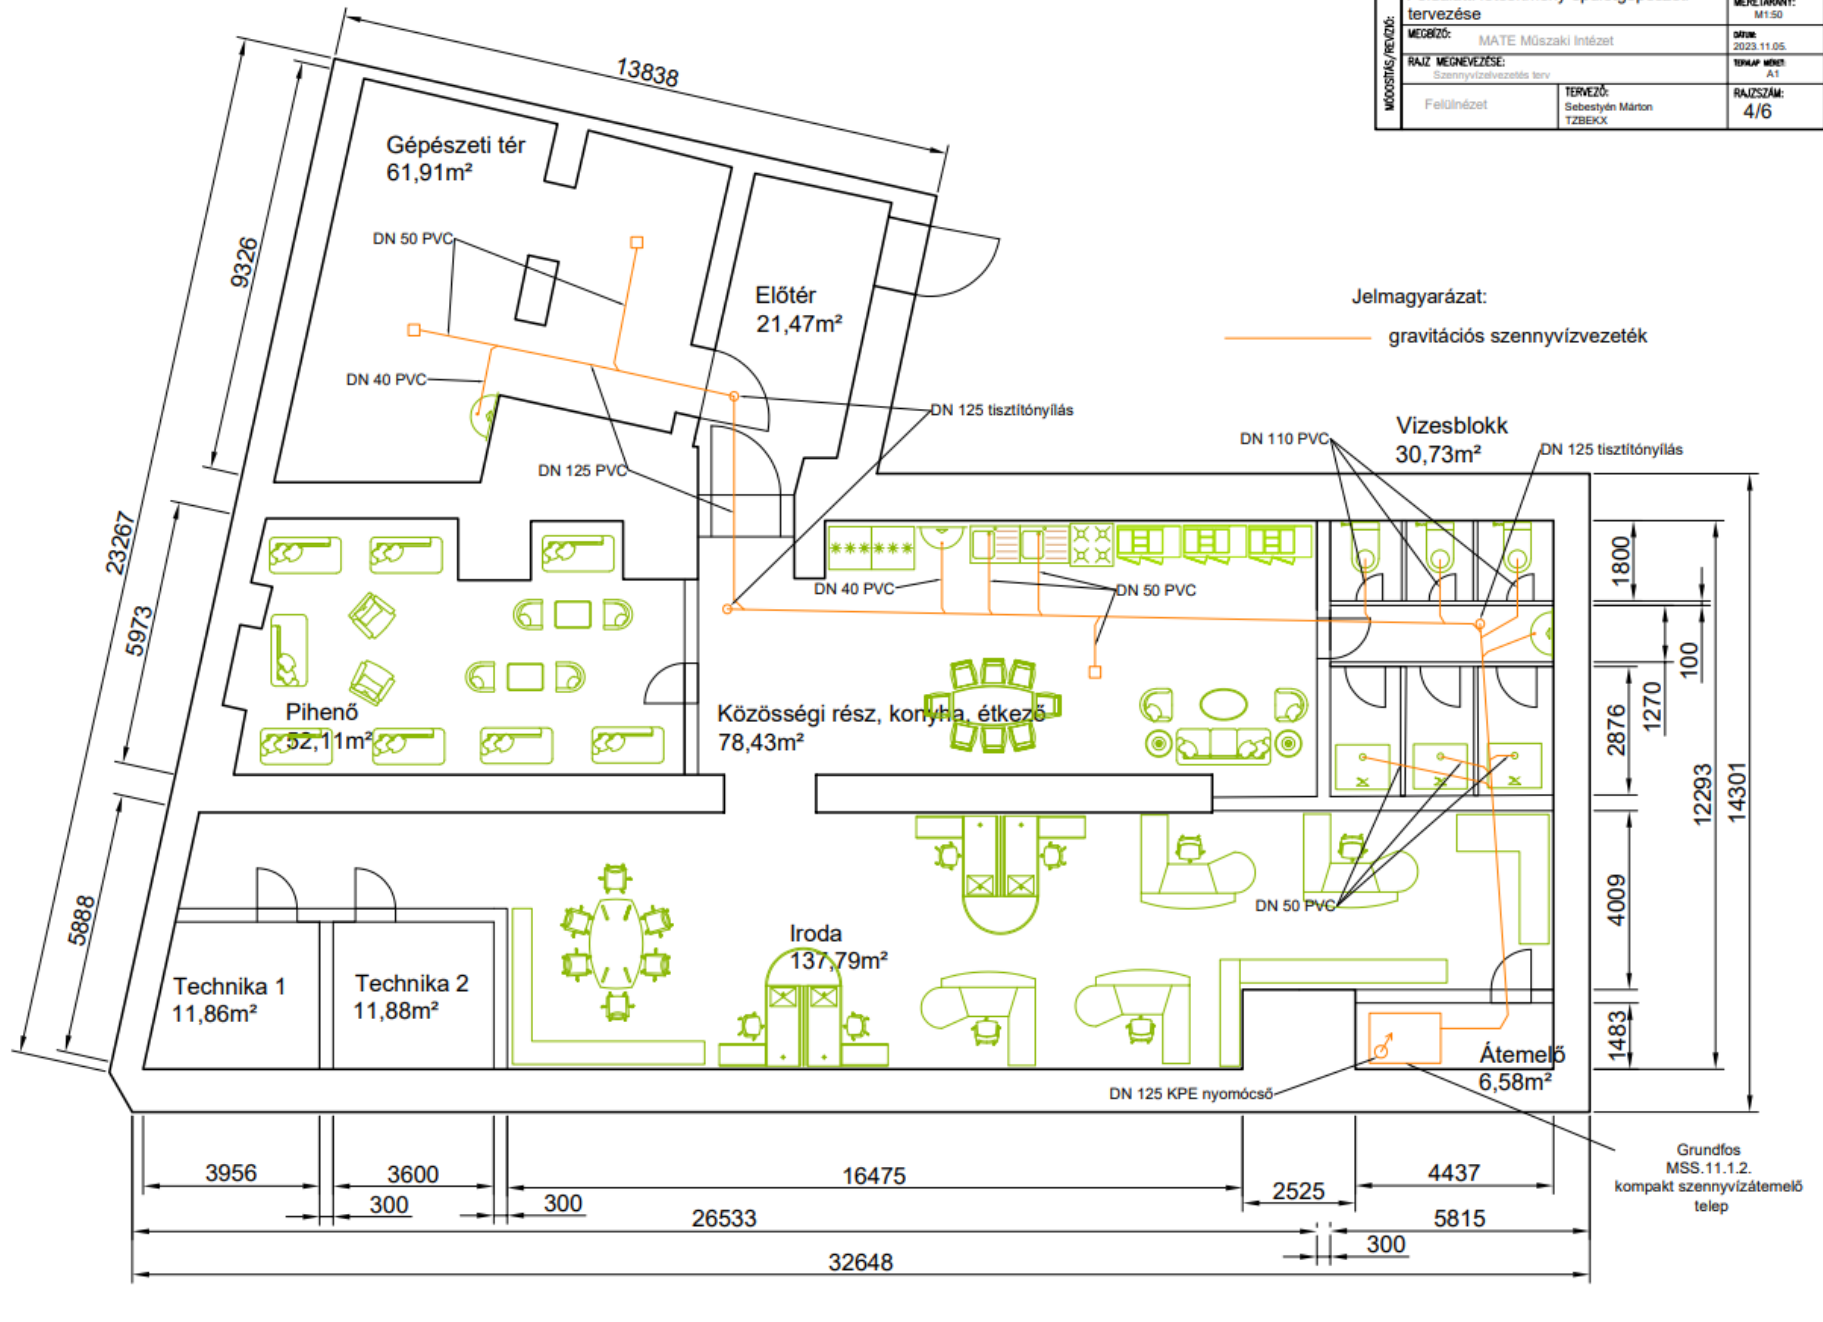 tervezése
MÓDOSÍTÁS/REVÍZIÓ:
MÉRETARÁNY:
M1:50
MEGBÍZÓ:
MATE Műszaki Intézet
DÁTUM:
2023.11.05.
RAJZ MEGNEVEZÉSE:
Szennyvízelvezetés terv
TERVLAP MÉRET:
A1
Felülnézet
TERVEZŐ:
Sebestyén Márton
TZBEKX
RAJZSZÁM:
4/6
13838
Gépészeti tér
61,91m²
DN 50 PVC
9326
Előtér
21,47m²
Jelmagyarázat:
gravitációs szennyvízvezeték
DN 40 PVC
DN 125 tisztítónyílás
DN 125 PVC
Vizesblokk
30,73m²
DN 110 PVC
DN 125 tisztítónyílás
23267
5973
5888
DN 40 PVC
DN 50 PVC
1800
100
1270
2876
12293
14301
4009
1483
Pihenő
52,11m²
Közösségi rész, konyha, étkező
78,43m²
DN 50 PVC
Iroda
137,79m²
Technika 1
11,86m²
Technika 2
11,88m²
Átemelő
6,58m²
DN 125 KPE nyomócső
Grundfos
MSS.11.1.2.
kompakt szennyvízátemelő
telep
3956
3600
16475
4437
300
300
2525
26533
5815
300
32648